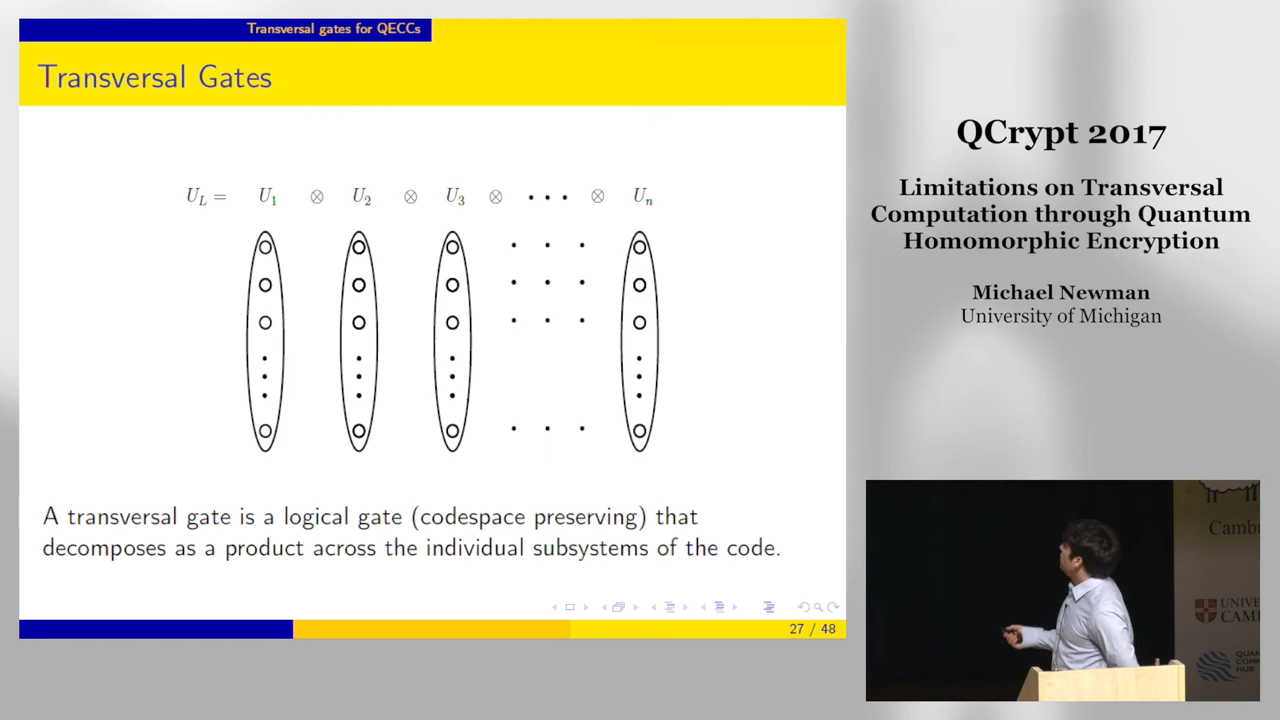 Transversal gates for QECCs
Transversal Gates
U_L = U_1 ⊗ U_2 ⊗ U_3 ⊗ · · · ⊗ U_n
A transversal gate is a logical gate (codespace preserving) that
decomposes as a product across the individual subsystems of the code.
27 / 48
QCrypt 2017
Limitations on Transversal
Computation through Quantum
Homomorphic Encryption
Michael Newman
University of Michigan